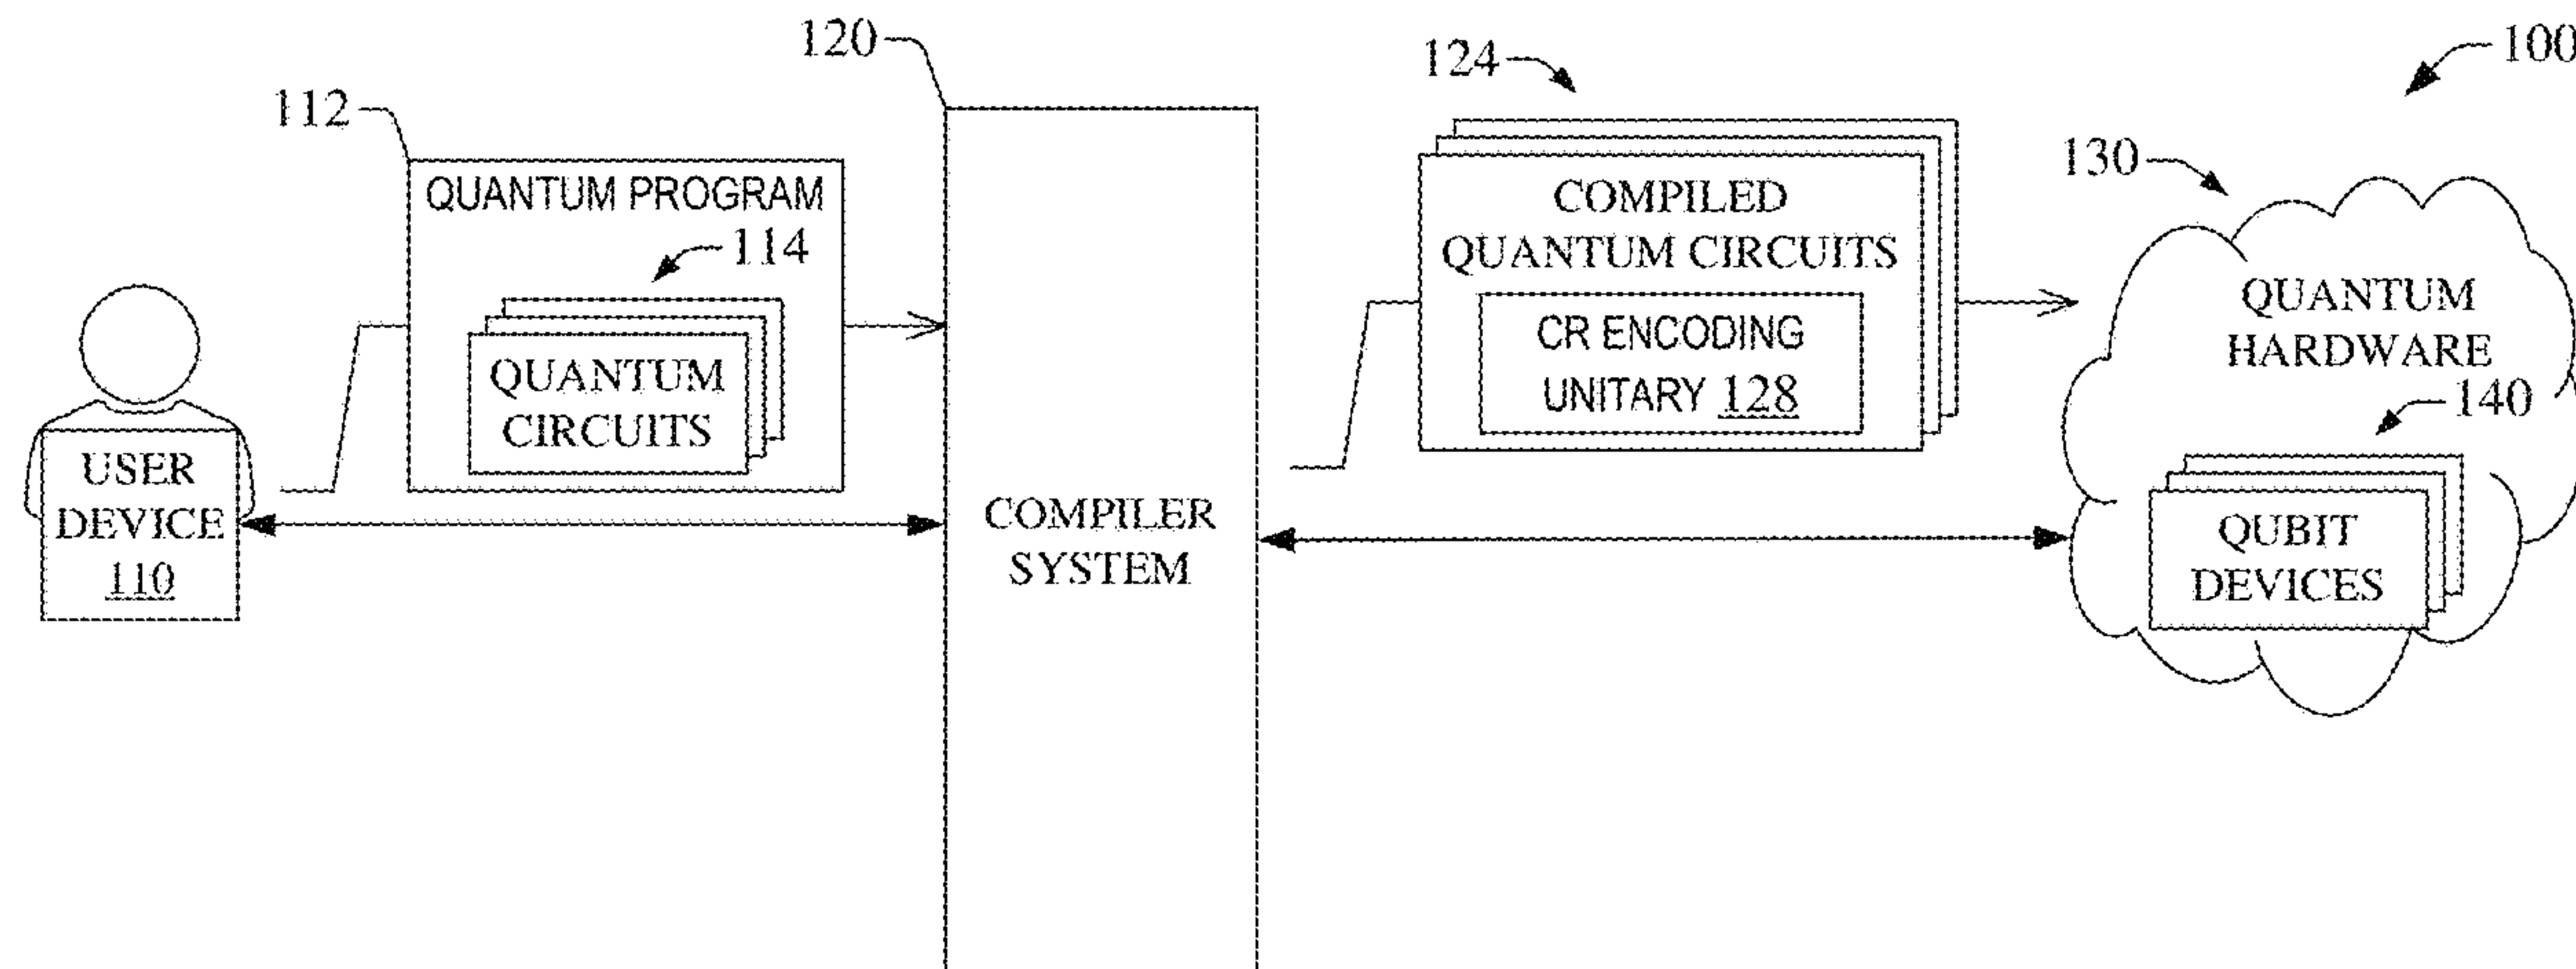 120
124
100
112
130
QUANTUM PROGRAM
114
QUANTUM
CIRCUITS
COMPILED
QUANTUM CIRCUITS
CR ENCODING
UNITARY 128
QUANTUM
HARDWARE
140
QUBIT
DEVICES
USER
DEVICE
110
COMPILER
SYSTEM